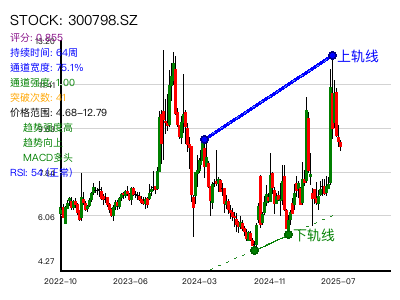 STOCK: 300798.SZ
评分: 0.865
持续时间: 64周
通道宽度: 75.1%
通道强度: 1.00
突破次数: 41
价格范围: 4.68-12.79
趋势强度高
趋势向上
MACD多头
RSI: 54 (正常)
上轨线
下轨线
6.06
4.27
2022-10
2023-06
2024-03
2024-11
2025-07